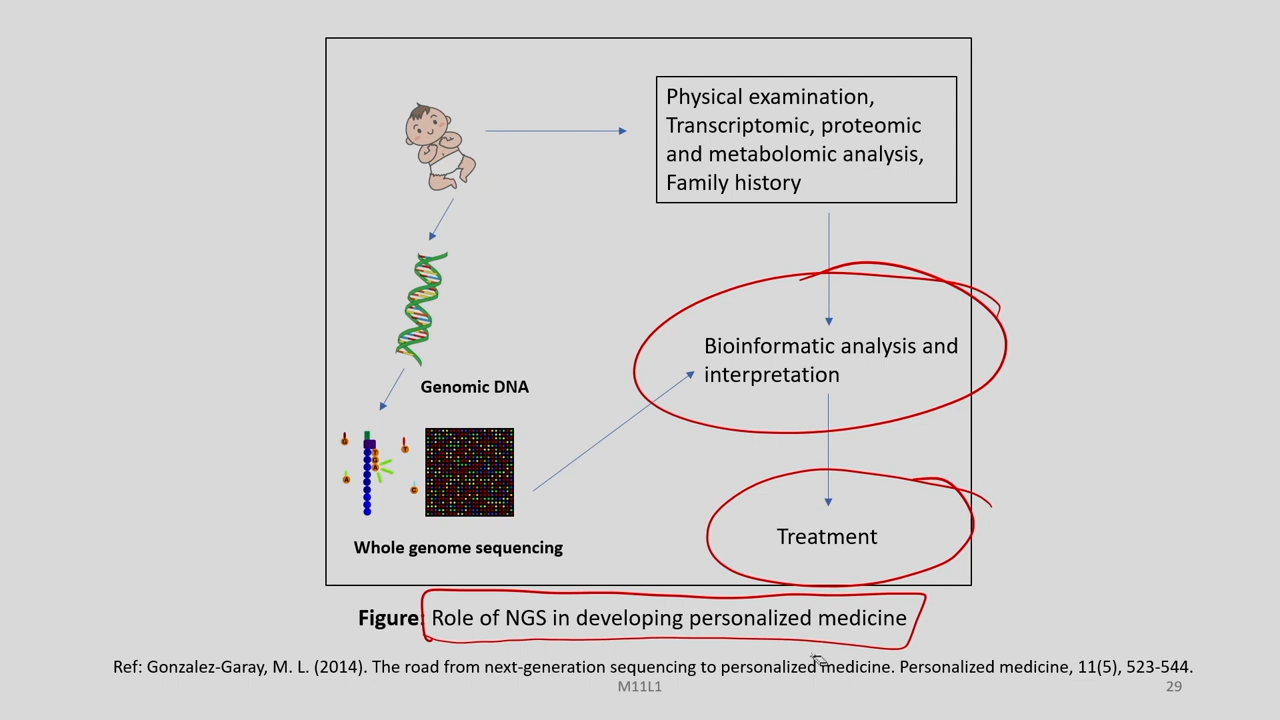 Physical examination,
Transcriptomic, proteomic
and metabolomic analysis,
Family history
Bioinformatic analysis and
interpretation
Genomic DNA
G
T
T
G
A
A
C
Whole genome sequencing
Treatment
Figure: Role of NGS in developing personalized medicine
Ref: Gonzalez-Garay, M. L. (2014). The road from next-generation sequencing to personalized medicine. Personalized medicine, 11(5), 523-544.
M11L1
29